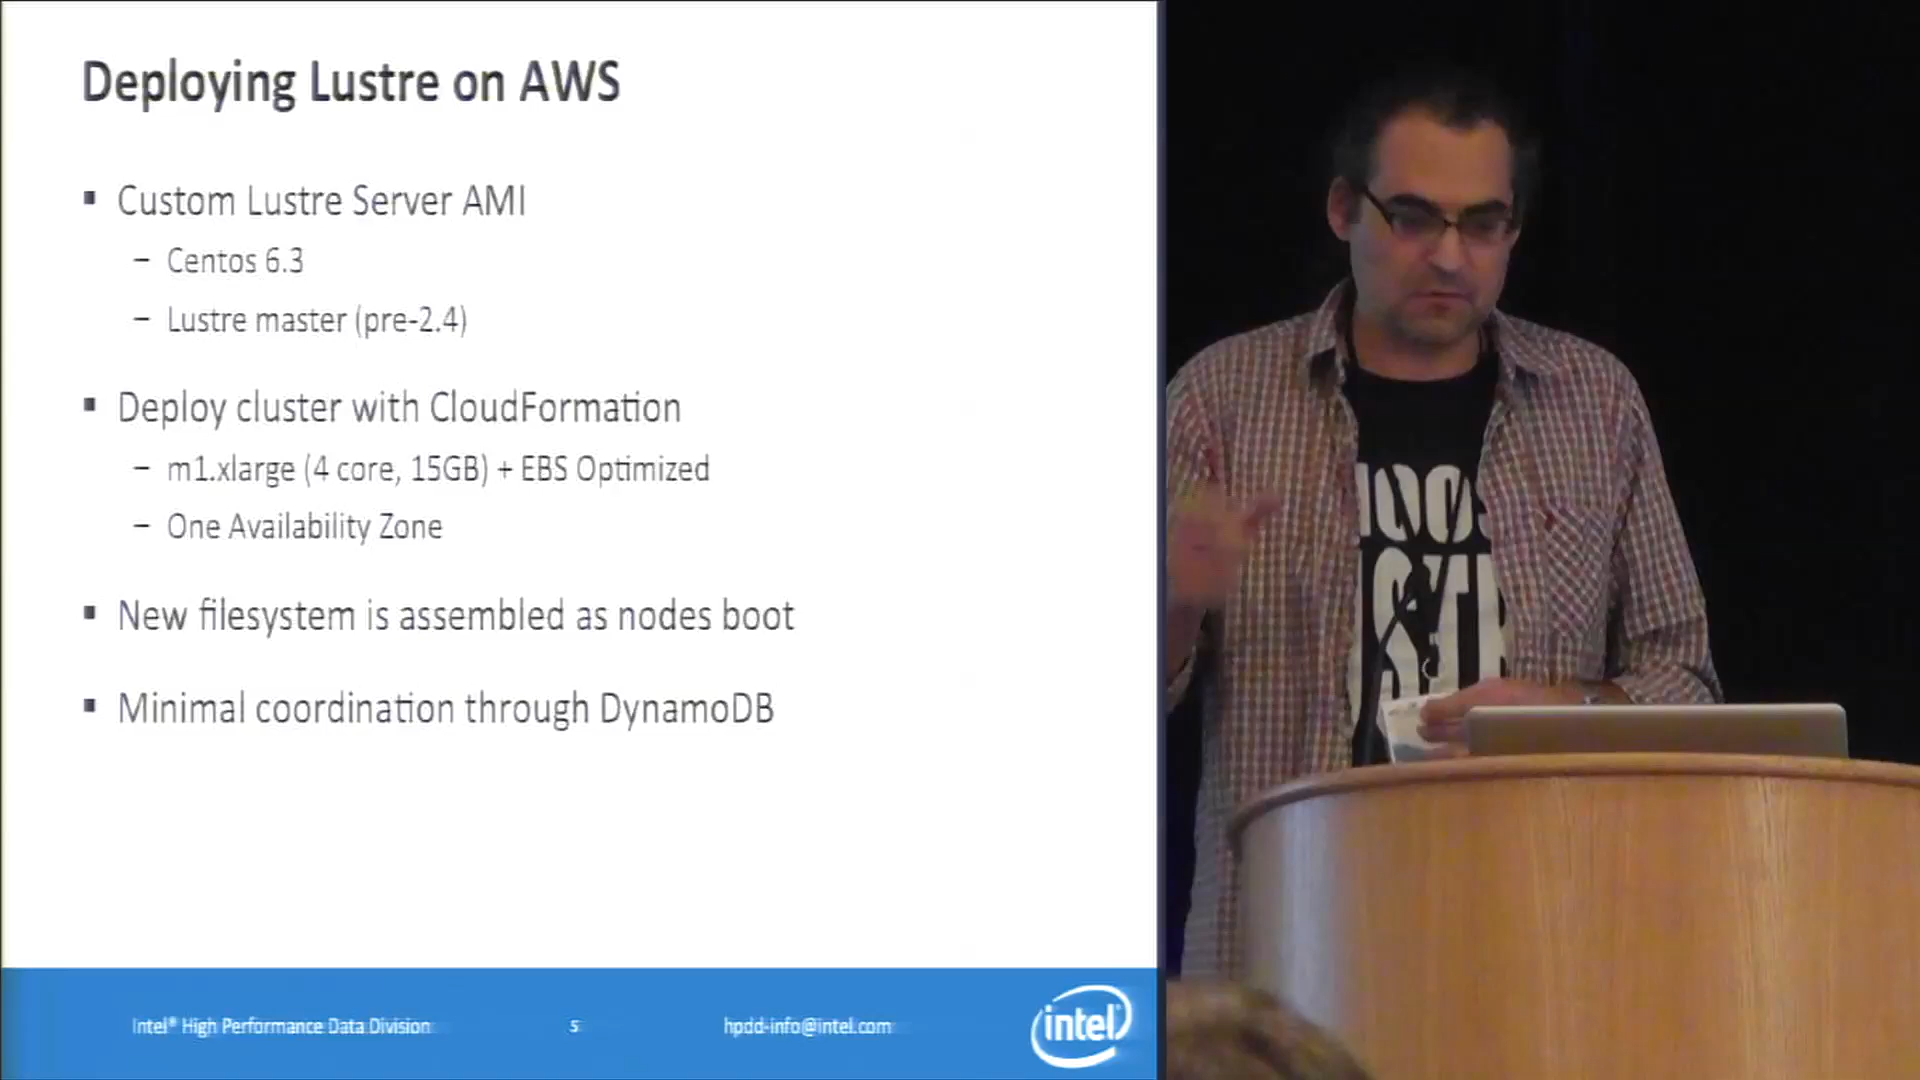 Deploying Lustre on AWS
▪ Custom Lustre Server AMI
– Centos 6.3
– Lustre master (pre-2.4)
▪ Deploy cluster with CloudFormation
– m1.xlarge (4 core, 15GB) + EBS Optimized
– One Availability Zone
▪ New filesystem is assembled as nodes boot
▪ Minimal coordination through DynamoDB
Intel® High Performance Data Division
5
hpdd-info@intel.com
intel